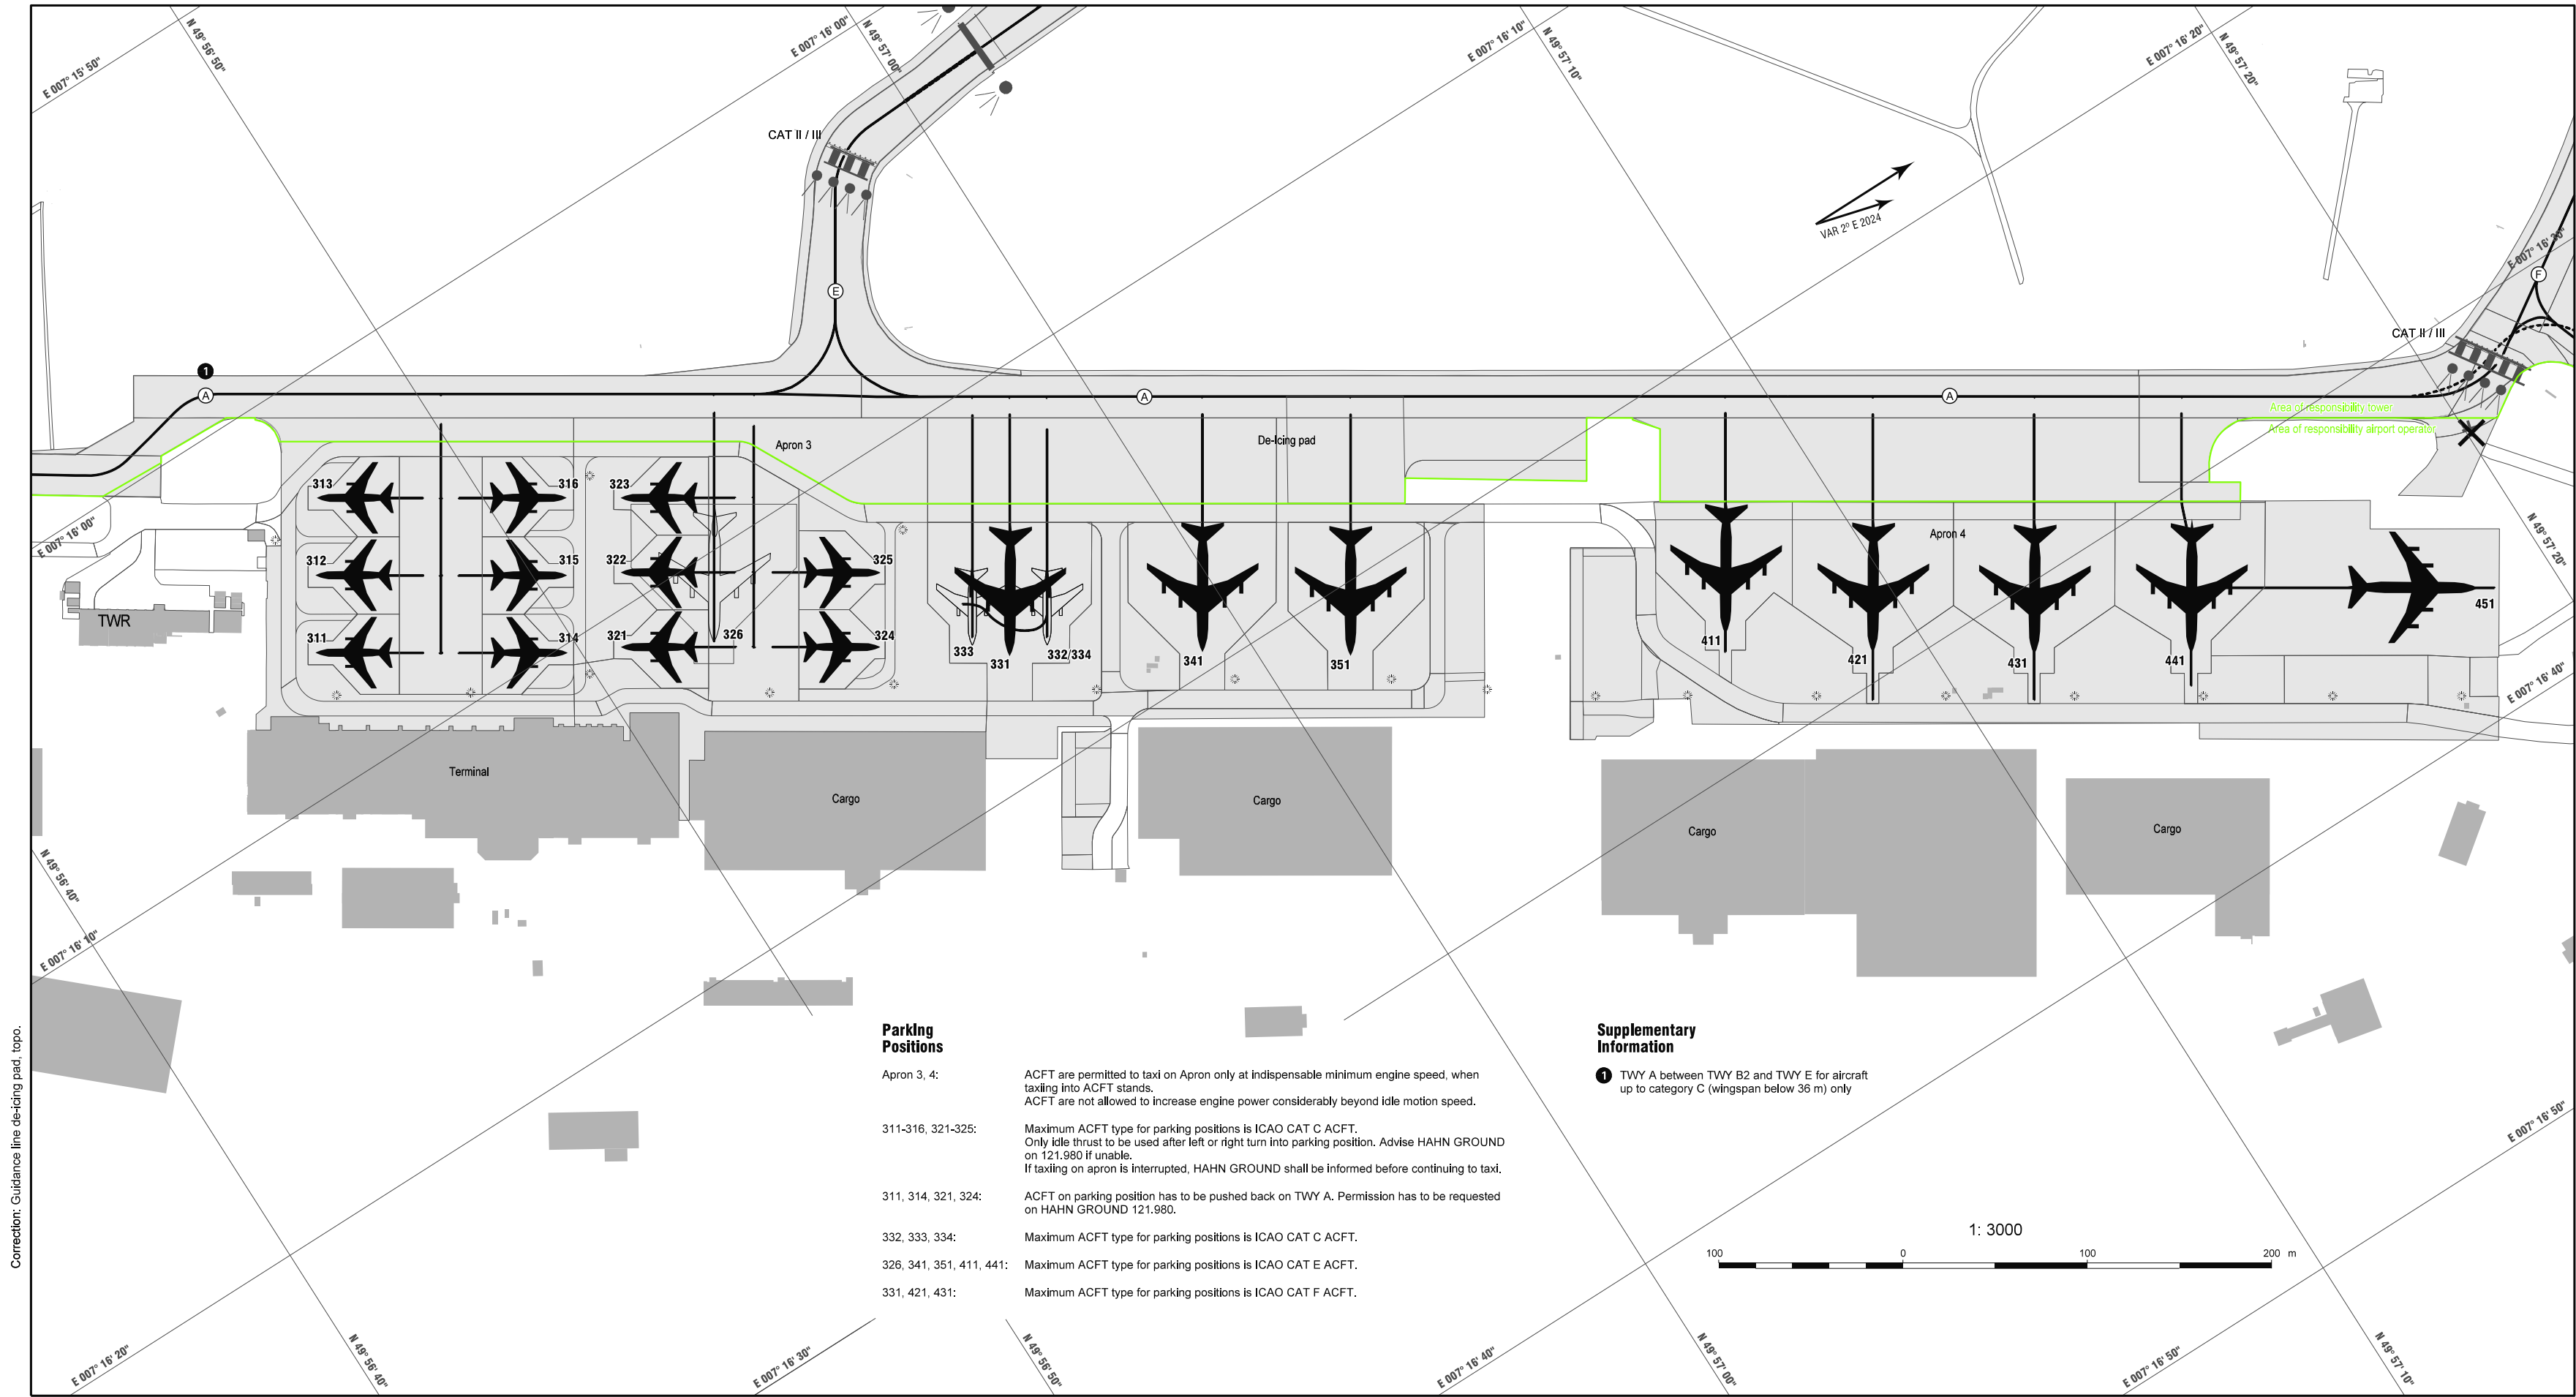 E 007° 15' 50"
N 49° 56' 50"
E 007° 16' 00"
N 49° 57' 00"
E 007° 16' 10"
N 49° 57' 10"
E 007° 16' 20"
N 49° 57' 20"
CAT II / III
VAR 2° E 2024
E 007° 16' 30"
E
F
CAT II / III
1
A
A
A
Area of responsibility tower
Area of responsibility airport operator
Apron 3
De-Icing pad
313
316
323
Apron 4
E 007° 16' 00"
N 49° 57' 20"
312
315
322
325
451
TWR
311
314
321
326
324
333
331
332/334
341
351
411
421
431
441
E 007° 16' 40"
Terminal
Cargo
Cargo
Cargo
Cargo
N 49° 56' 40"
E 007° 16' 10"
Parking
Positions
Apron 3, 4:
ACFT are permitted to taxi on Apron only at indispensable minimum engine speed, when
taxiing into ACFT stands.
ACFT are not allowed to increase engine power considerably beyond idle motion speed.
311-316, 321-325:
Maximum ACFT type for parking positions is ICAO CAT C ACFT.
Only idle thrust to be used after left or right turn into parking position. Advise HAHN GROUND
on 121.980 if unable.
If taxiing on apron is interrupted, HAHN GROUND shall be informed before continuing to taxi.
311, 314, 321, 324:
ACFT on parking position has to be pushed back on TWY A. Permission has to be requested
on HAHN GROUND 121.980.
332, 333, 334:
Maximum ACFT type for parking positions is ICAO CAT C ACFT.
326, 341, 351, 411, 441:
Maximum ACFT type for parking positions is ICAO CAT E ACFT.
331, 421, 431:
Maximum ACFT type for parking positions is ICAO CAT F ACFT.
Supplementary
Information
1 TWY A between TWY B2 and TWY E for aircraft
up to category C (wingspan below 36 m) only
E 007° 16' 50"
1: 3000
100
0
100
200 m
Correction: Guidance line de-icing pad, topo.
E 007° 16' 20"
N 49° 56' 40"
E 007° 16' 30"
N 49° 56' 50"
E 007° 16' 40"
N 49° 57' 00"
E 007° 16' 50"
N 49° 57' 10"